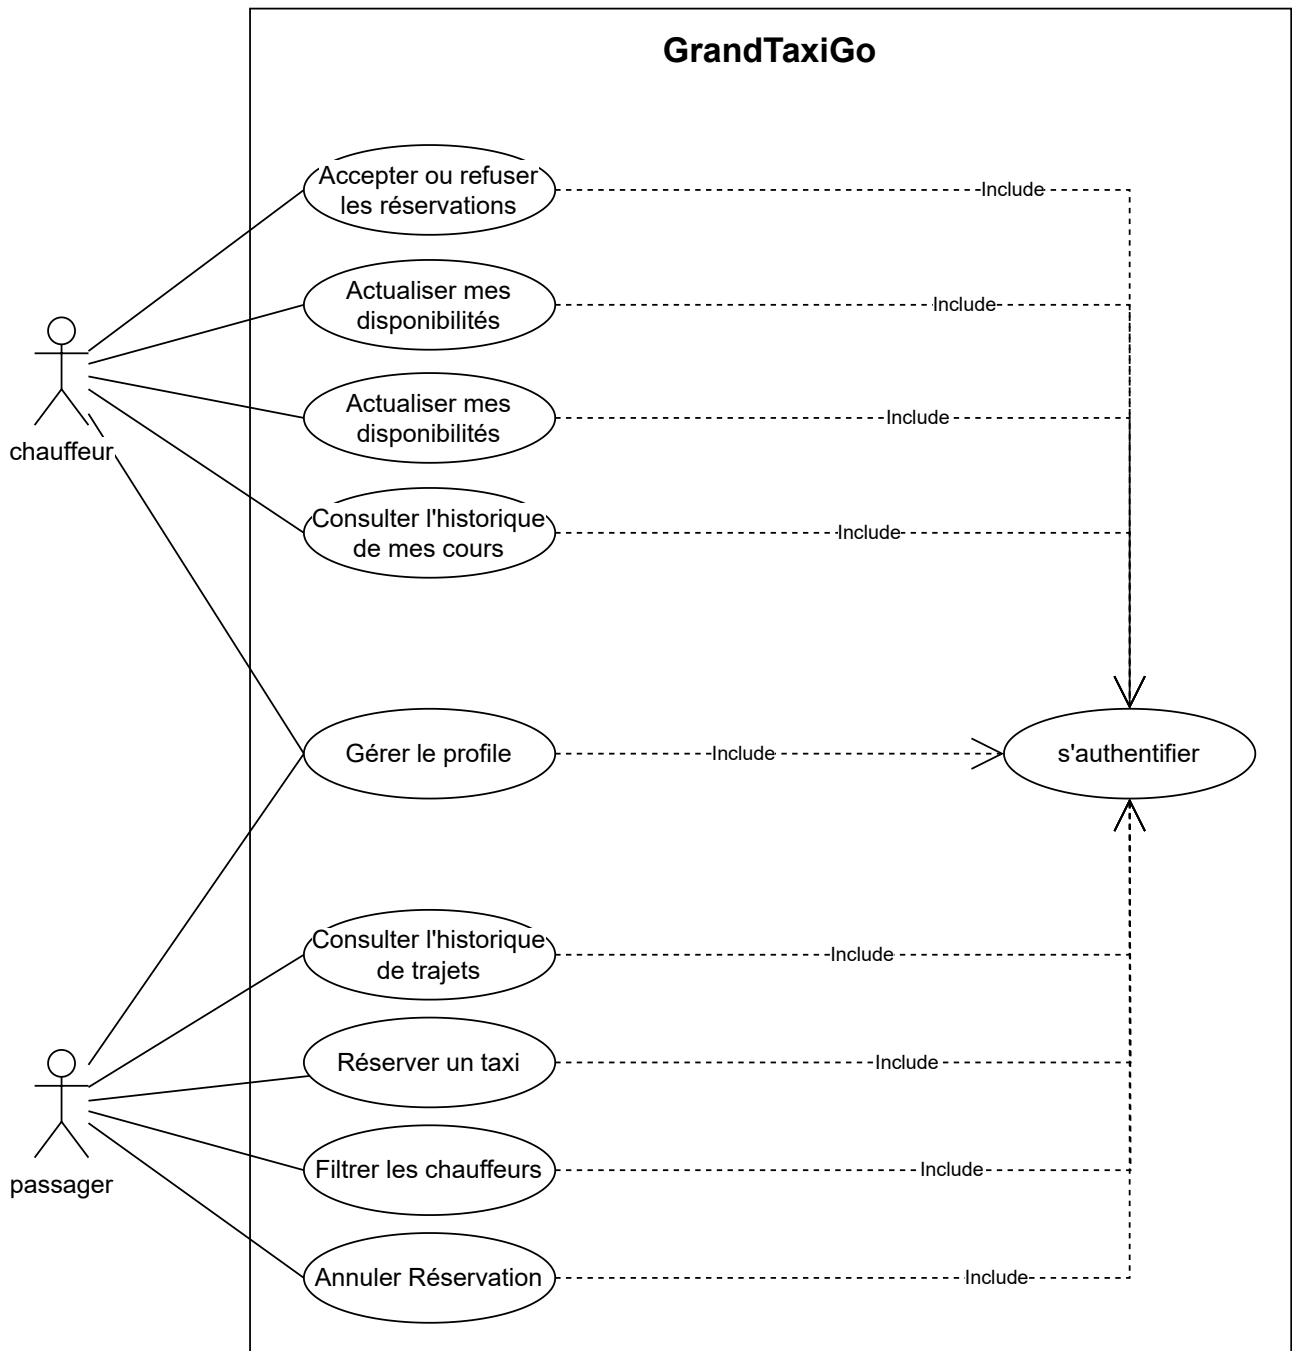 GrandTaxiGo
Accepter ou refuser
les réservations
Include
Actualiser mes
disponibilités
Include
Actualiser mes
disponibilités
Include
chauffeur
Consulter l'historique
de mes cours
Include
Gérer le profile
Include
s'authentifier
Consulter l'historique
de trajets
Include
Réserver un taxi
Include
passager
Filtrer les chauffeurs
Include
Annuler Réservation
Include